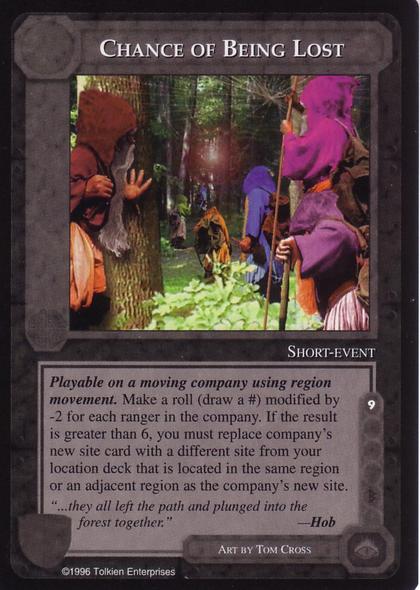 CHANCE OF BEING LOST
SHORT-EVENT
Playable on a moving company using region
movement. Make a roll (draw a #) modified by
-2 for each ranger in the company. If the result
is greater than 6, you must replace company's
new site card with a different site from your
location deck that is located in the same region
or an adjacent region as the company's new site.
9
"...they all left the path and plunged into the
forest together." —Hob
ART BY TOM CROSS
©1996 Tolkien Enterprises